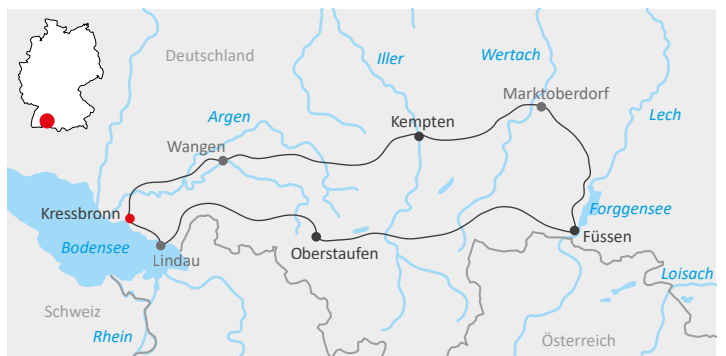 Deutschland
Iller
Wertach
Marktoberdorf
Lech
Argen
Kempten
Wangen
Kressbronn
Forggensee
Füssen
Bodensee
Lindau
Oberstaufen
Loisach
Schweiz
Rhein
Österreich